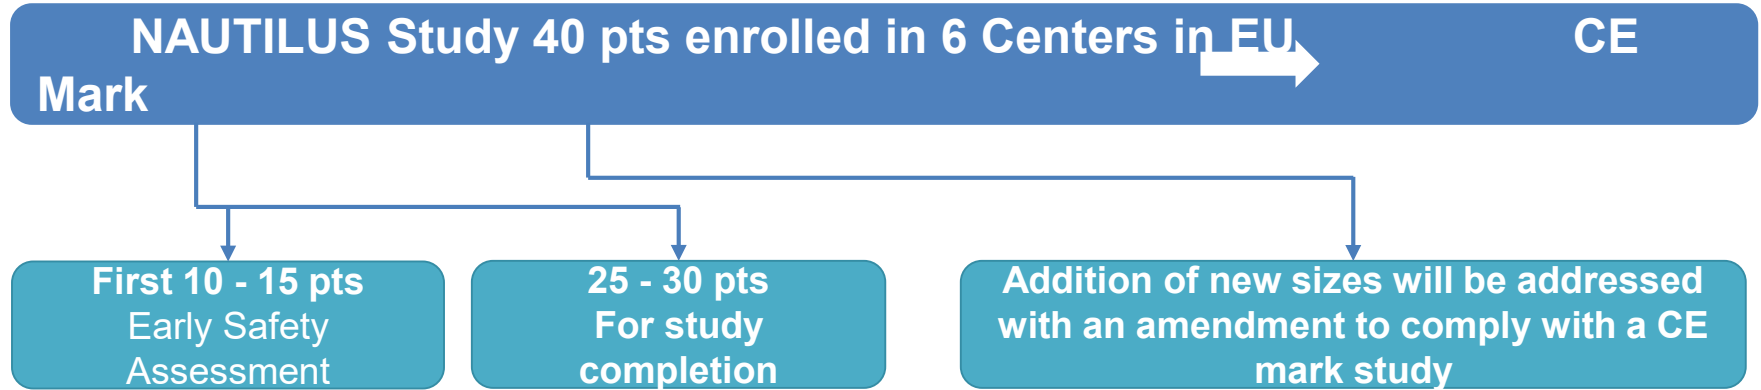 NAUTILUS Study 40 pts enrolled in 6 Centers in EU CE
Mark
First 10 - 15 pts
Early Safety
Assessment
25 - 30 pts
For study
completion
Addition of new sizes will be addressed
with an amendment to comply with a CE
mark study